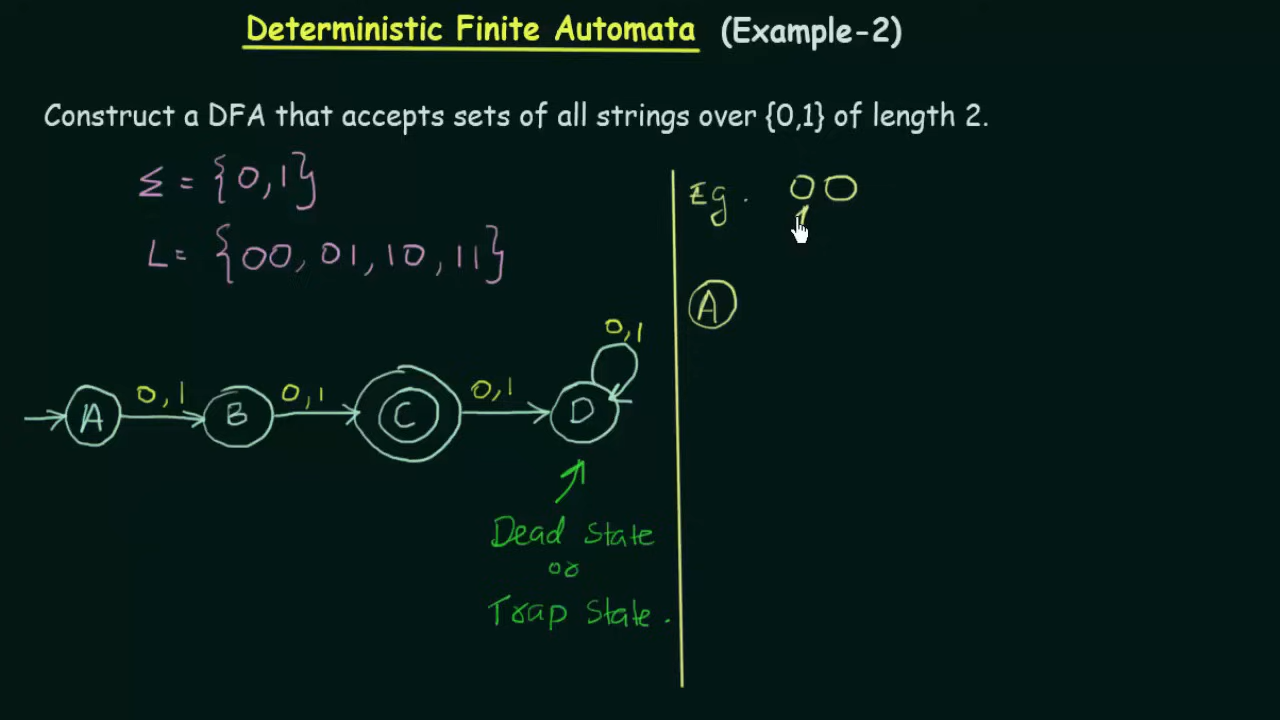 Deterministic Finite Automata (Example-2)
Construct a DFA that accepts sets of all strings over {0,1} of length 2.
Σ = {0,1}
L = {00, 01, 10, 11}
0,1
A 0,1 B 0,1 C 0,1 D
Dead State
or
Trap State.
Eg. 00
A